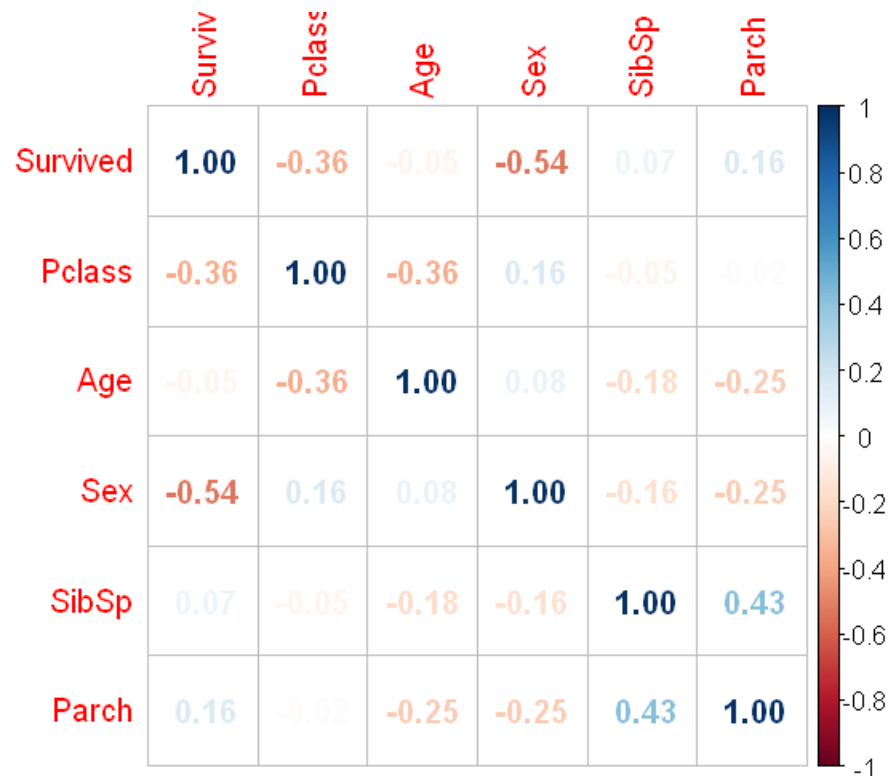 Surviv Pclass Age Sex SibSp Parch
Survived 1.00 -0.36 -0.05 -0.54 0.07 0.16
Pclass -0.36 1.00 -0.36 0.16 -0.05 -0.02
Age -0.05 -0.36 1.00 0.08 -0.18 -0.25
Sex -0.54 0.16 0.08 1.00 -0.16 -0.25
SibSp 0.07 -0.05 -0.18 -0.16 1.00 0.43
Parch 0.16 -0.02 -0.25 -0.25 0.43 1.00
1
0.8
0.6
0.4
0.2
0
-0.2
-0.4
-0.6
-0.8
-1